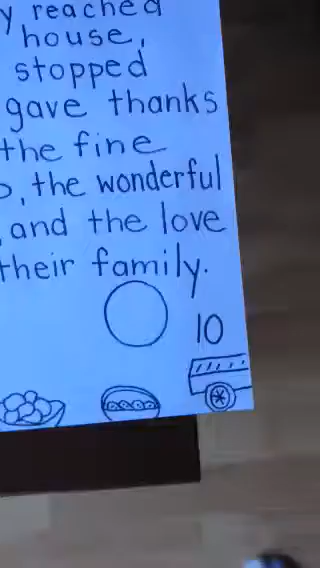 reached
house,
stopped
gave thanks
the fine
, the wonderful
, and the love
their family.
10